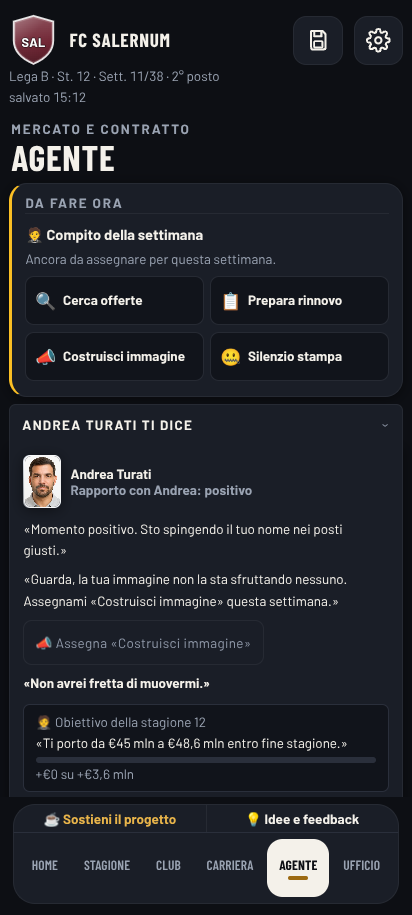 SAL
FC SALERNUM
Lega B · St. 12 · Sett. 11/38 · 2° posto
salvato 15:12
MERCATO E CONTRATTO
AGENTE
DA FARE ORA
Compito della settimana
Ancora da assegnare per questa settimana.
Cerca offerte
Prepara rinnovo
Costruisci immagine
Silenzio stampa
ANDREA TURATI TI DICE
Andrea Turati
Rapporto con Andrea: positivo
«Momento positivo. Sto spingendo il tuo nome nei posti
giusti.»
«Guarda, la tua immagine non la sta sfruttando nessuno.
Assegnami «Costruisci immagine» questa settimana.»
Assegna «Costruisci immagine»
«Non avrei fretta di muovermi.»
Obiettivo della stagione 12
«Ti porto da €45 mln a €48,6 mln entro fine stagione.»
+€0 su +€3,6 mln
Sostieni il progetto
Idee e feedback
HOME
STAGIONE
CLUB
CARRIERA
AGENTE
UFFICIO